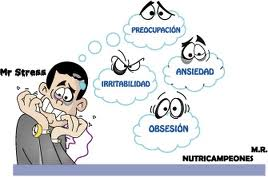 PREOCUPACIÓN
Mr Stress
IRRITABILIDAD
ANSIEDAD
OBSESIÓN
M.R.
NUTRICAMPEONES